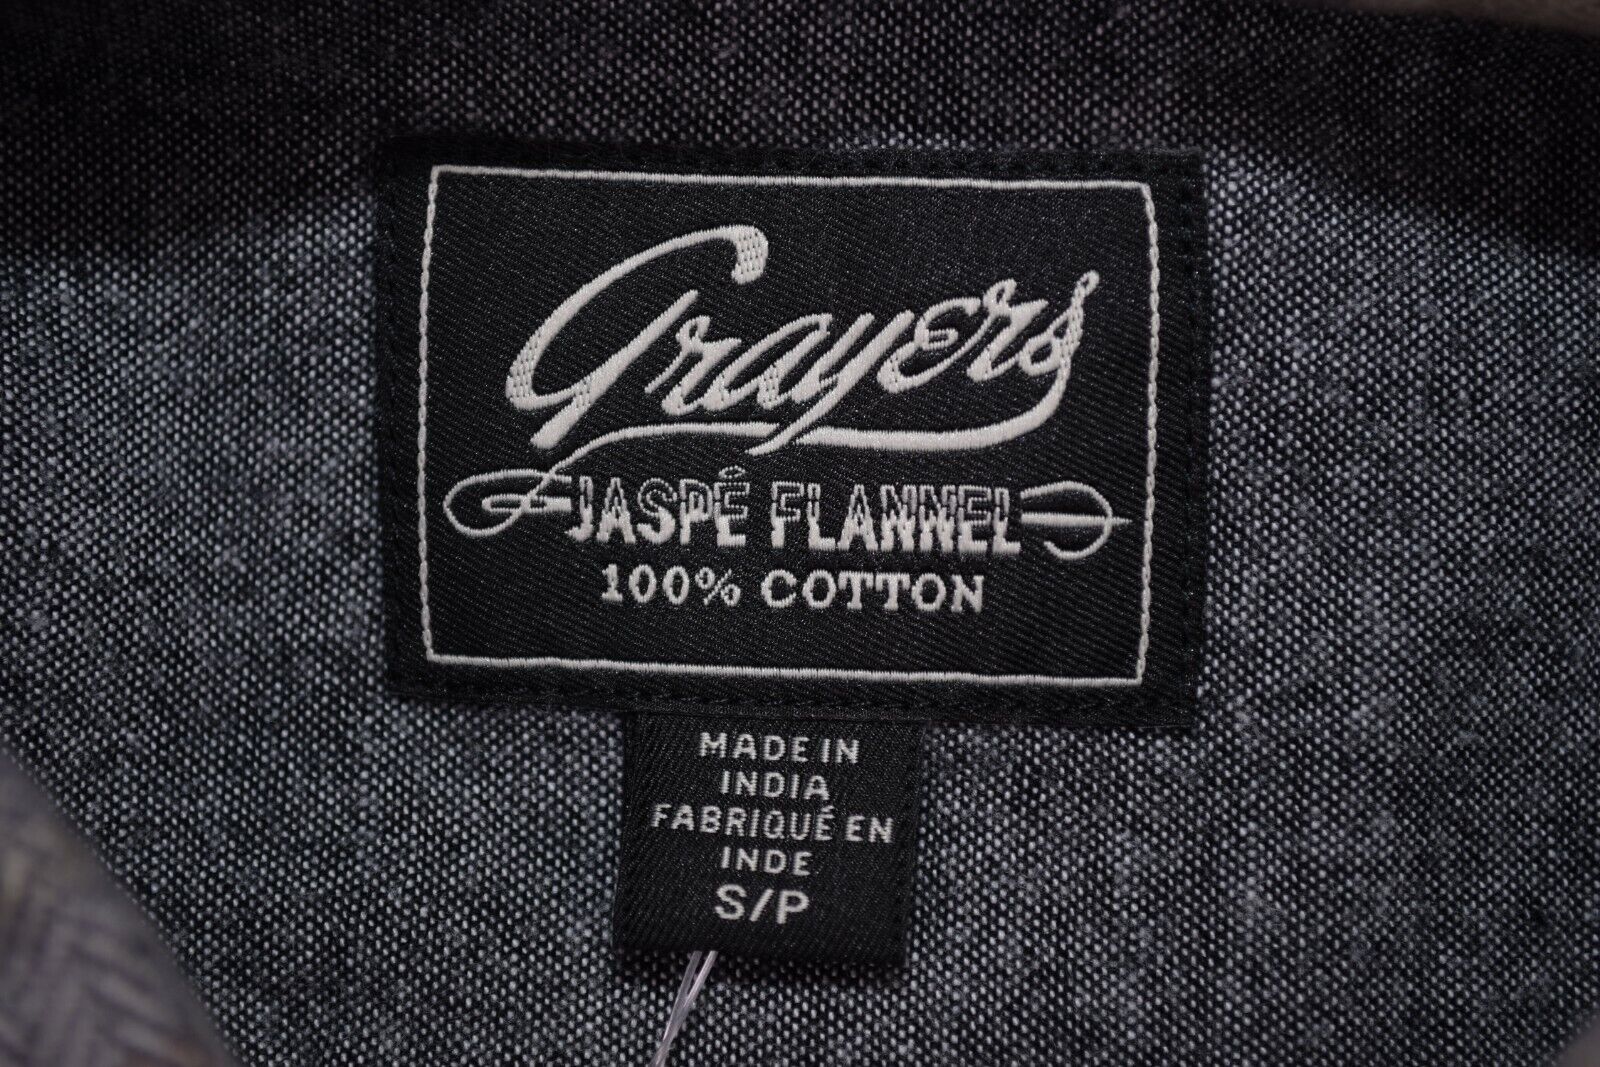 Grayers
JASPÉ FLANNEL
100% COTTON
MADE IN
INDIA
FABRIQUÉ EN
INDE
S/P